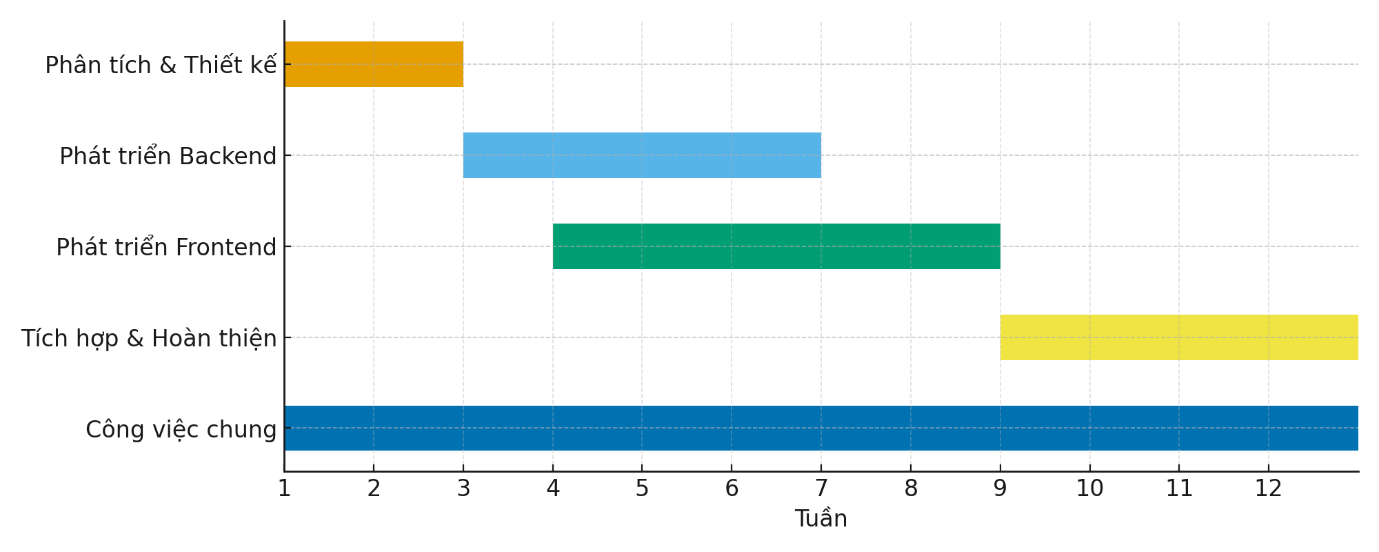 Phân tích & Thiết kế
Phát triển Backend
Phát triển Frontend
Tích hợp & Hoàn thiện
Công việc chung
1 2 3 4 5 6 7 8 9 10 11 12
Tuần